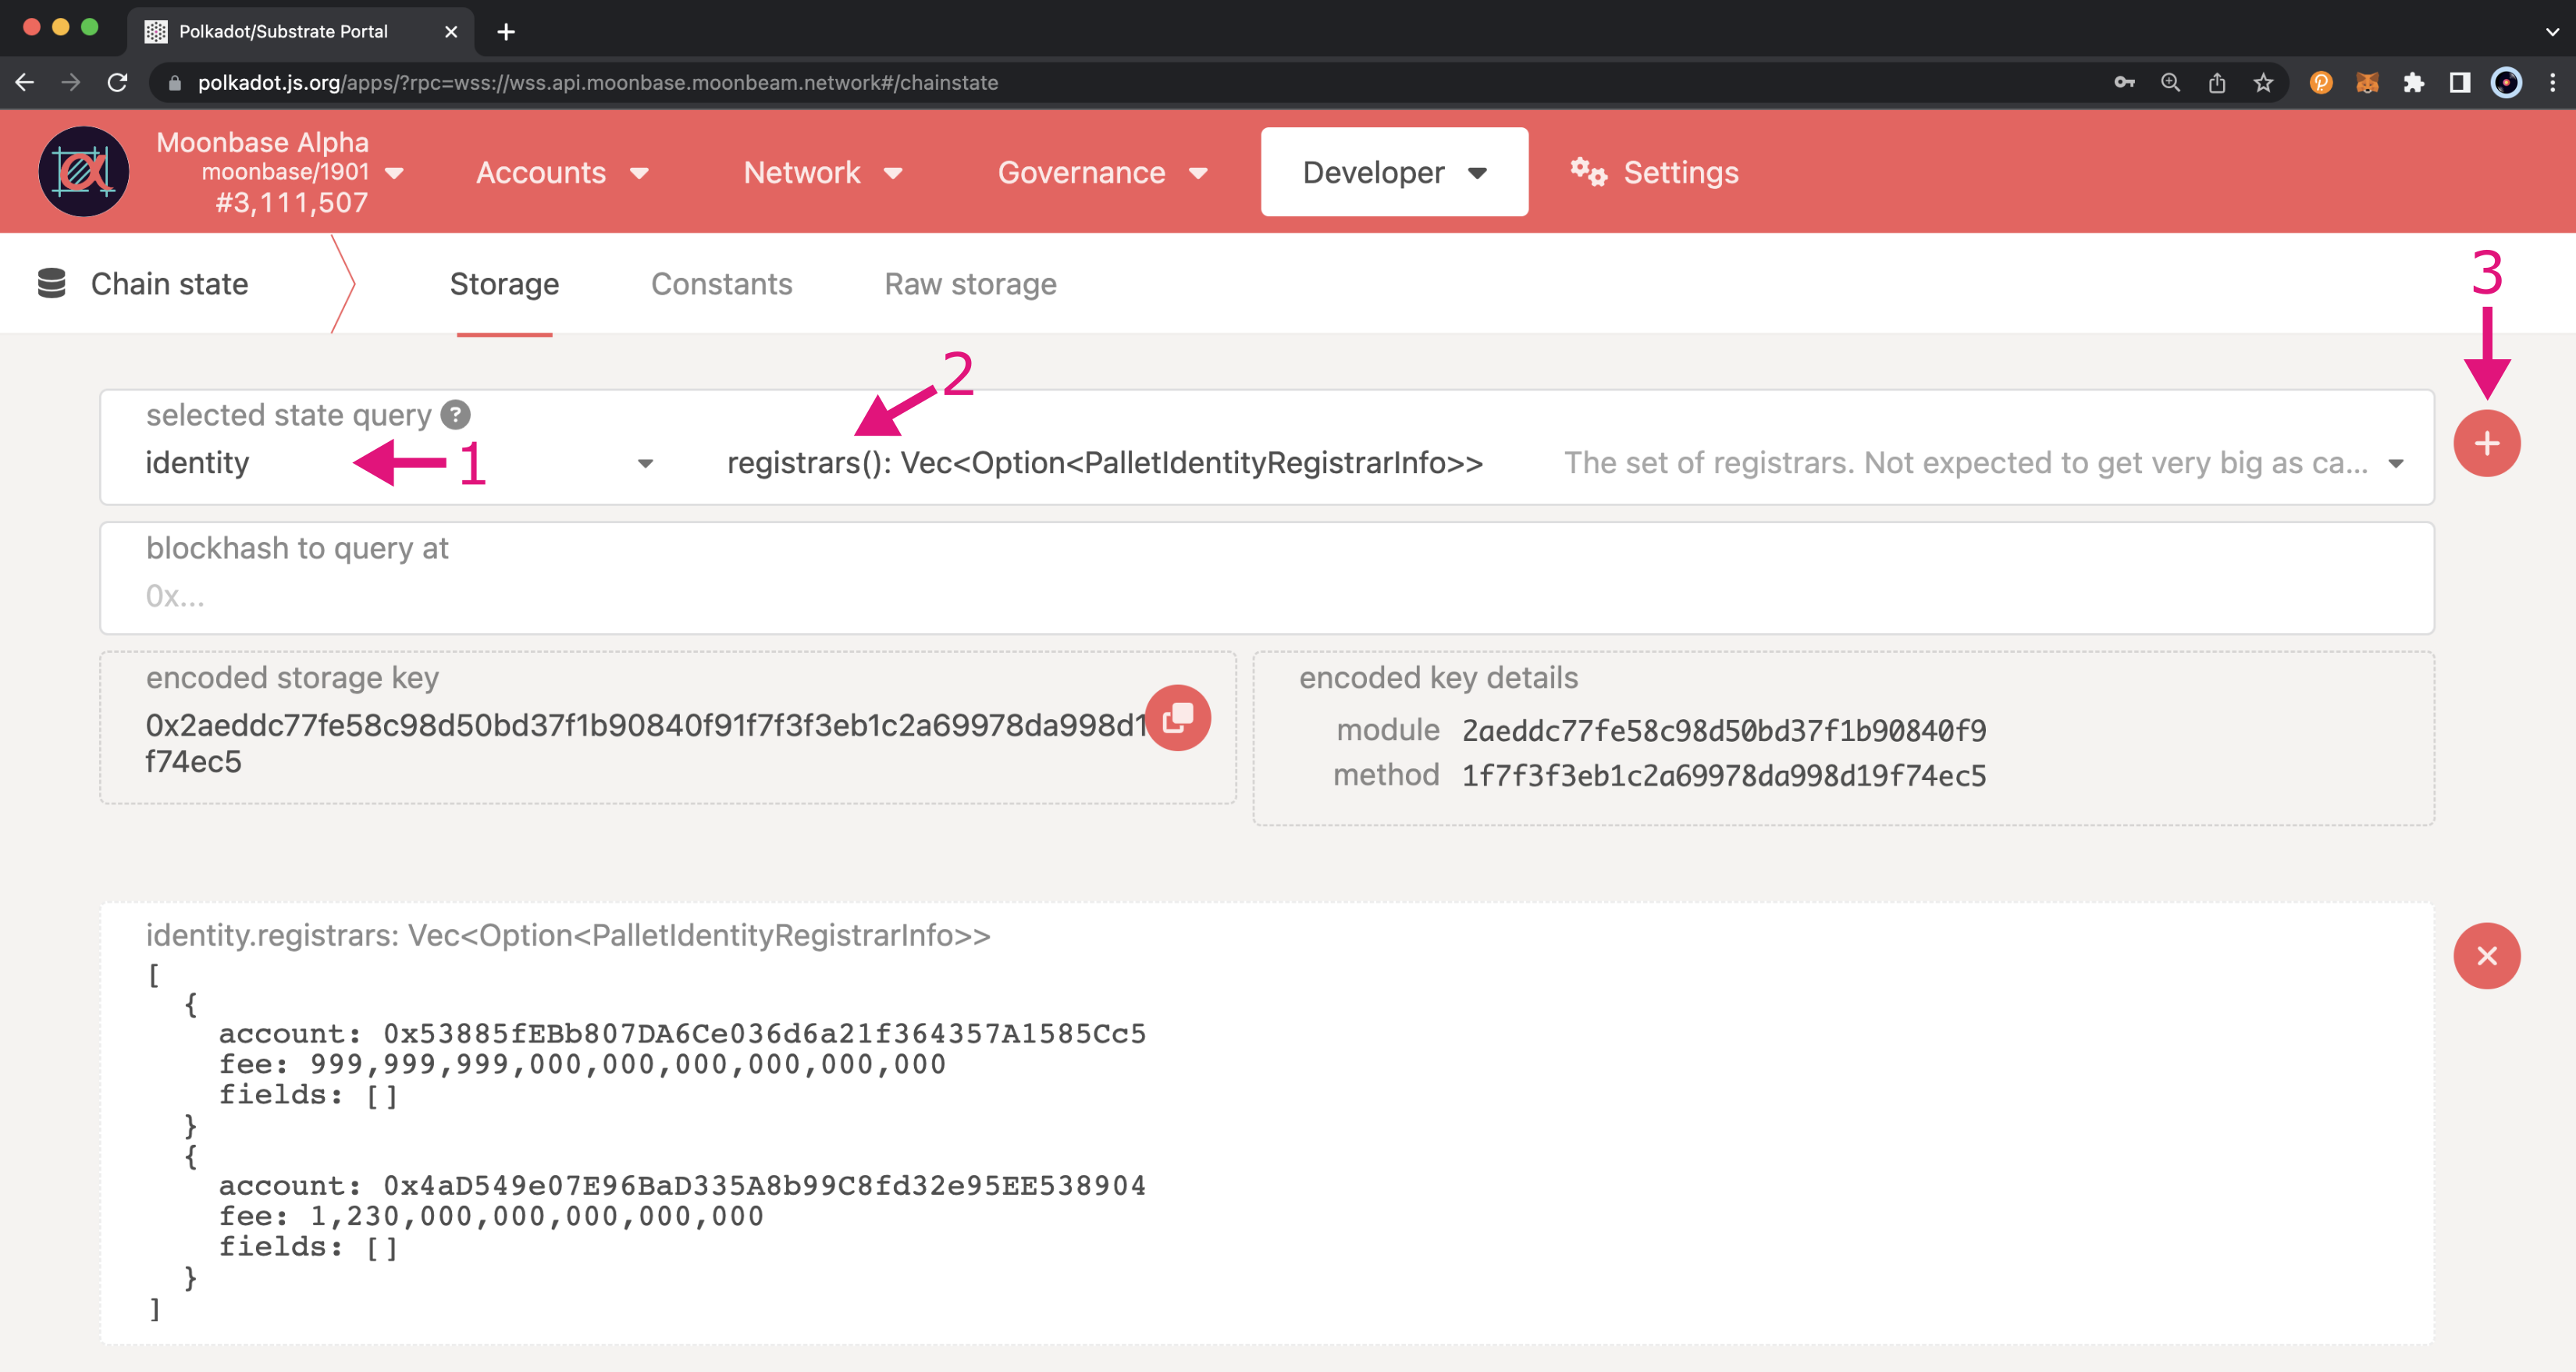 Polkadot/Substrate Portal
polkadot.js.org/apps/?rpc=wss://wss.api.moonbase.moonbeam.network#/chainstate
Moonbase Alpha
moonbase/1901
#3,111,507
Accounts
Network
Governance
Developer
Settings
Chain state
Storage
Constants
Raw storage
3
2
selected state query ?
identity
1
registrars(): Vec<Option<PalletIdentityRegistrarInfo>>
The set of registrars. Not expected to get very big as ca...
blockhash to query at
0x...
encoded storage key
0x2aeddc77fe58c98d50bd37f1b90840f91f7f3f3eb1c2a69978da998d1
f74ec5
encoded key details
module 2aeddc77fe58c98d50bd37f1b90840f9
method 1f7f3f3eb1c2a69978da998d19f74ec5
identity.registrars: Vec<Option<PalletIdentityRegistrarInfo>>
[
{
account: 0x53885fEBb807DA6Ce036d6a21f364357A1585Cc5
fee: 999,999,999,000,000,000,000,000,000
fields: []
}
{
account: 0x4aD549e07E96BaD335A8b99C8fd32e95EE538904
fee: 1,230,000,000,000,000,000
fields: []
}
]